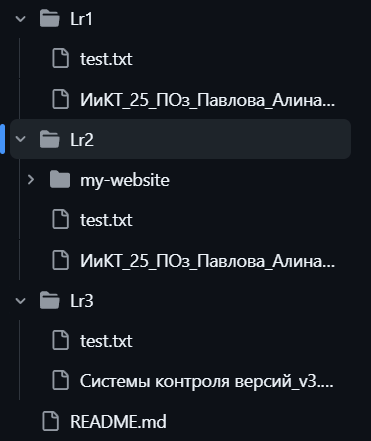 Lr1
test.txt
ИиКТ_25_ПОз_Павлова_Алина...
Lr2
my-website
test.txt
ИиКТ_25_ПОз_Павлова_Алина...
Lr3
test.txt
Системы контроля версий_v3....
README.md